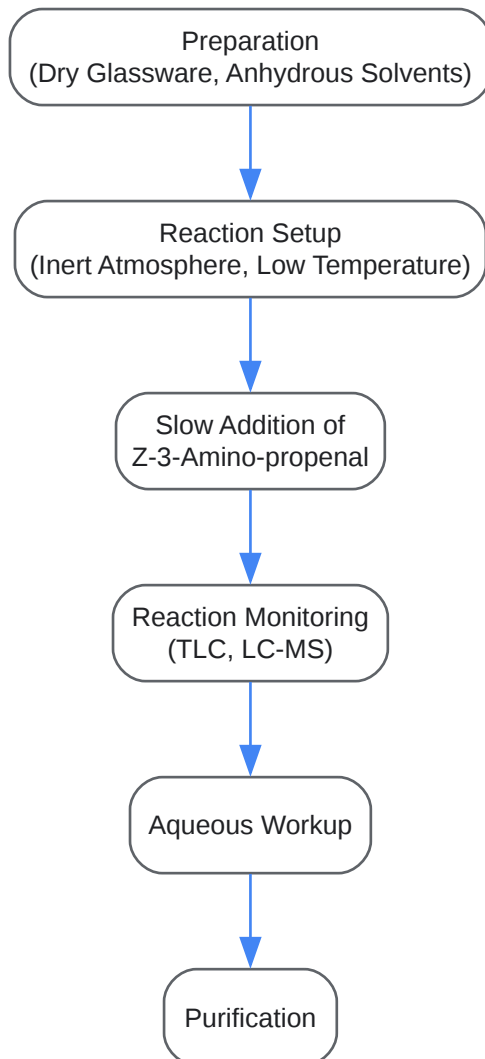 Preparation
(Dry Glassware, Anhydrous Solvents)
Reaction Setup
(Inert Atmosphere, Low Temperature)
Slow Addition of
Z-3-Amino-propenal
Reaction Monitoring
(TLC, LC-MS)
Aqueous Workup
Purification